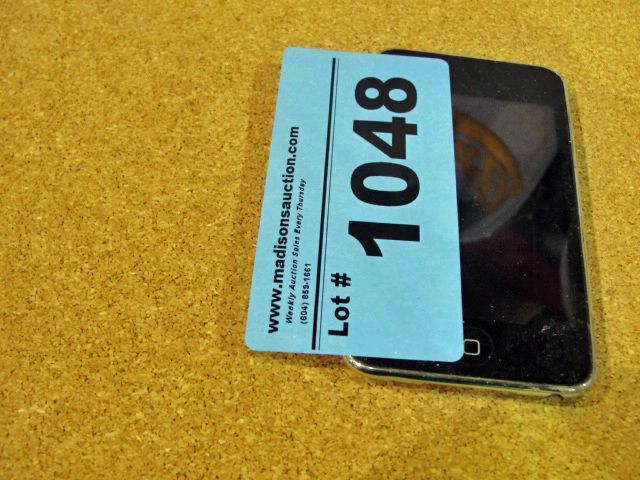 www.madisonsauction.com
Weekly Auction Sales Every Thursday
(604) 859-1661
Lot # 1048